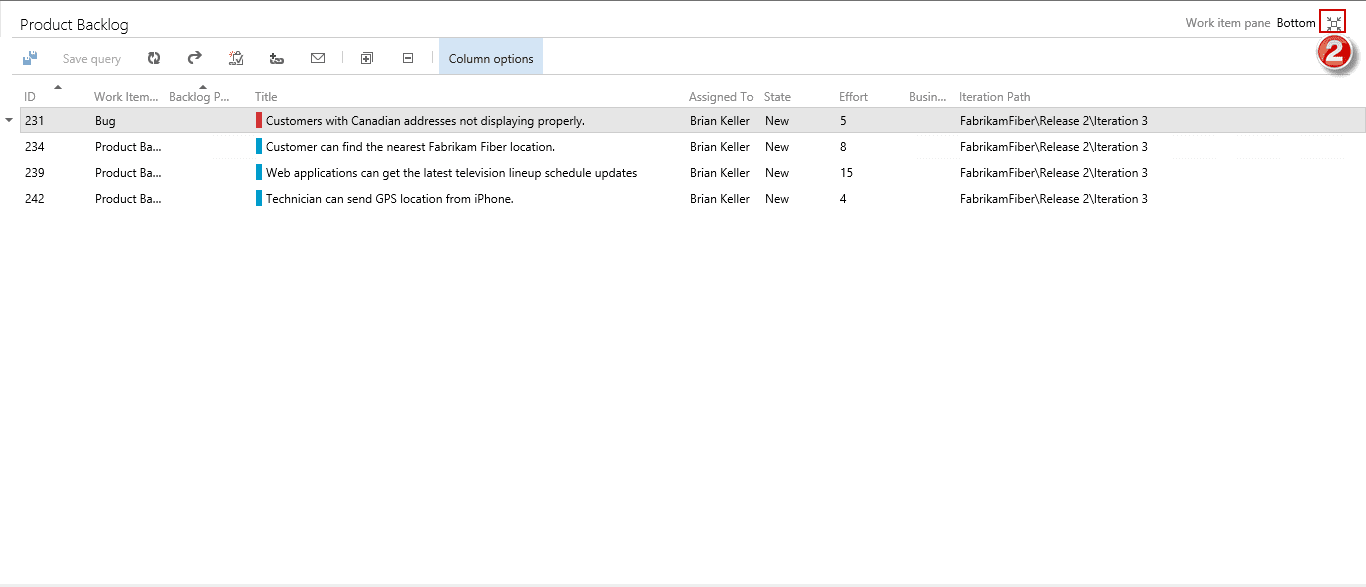 Product Backlog Work item pane Bottom
2
Save query Column options
ID Work Item... Backlog P... Title Assigned To State Effort Busin... Iteration Path
231 Bug Customers with Canadian addresses not displaying properly. Brian Keller New 5 FabrikamFiber\Release 2\Iteration 3
234 Product Ba... Customer can find the nearest Fabrikam Fiber location. Brian Keller New 8 FabrikamFiber\Release 2\Iteration 3
239 Product Ba... Web applications can get the latest television lineup schedule updates Brian Keller New 15 FabrikamFiber\Release 2\Iteration 3
242 Product Ba... Technician can send GPS location from iPhone. Brian Keller New 4 FabrikamFiber\Release 2\Iteration 3